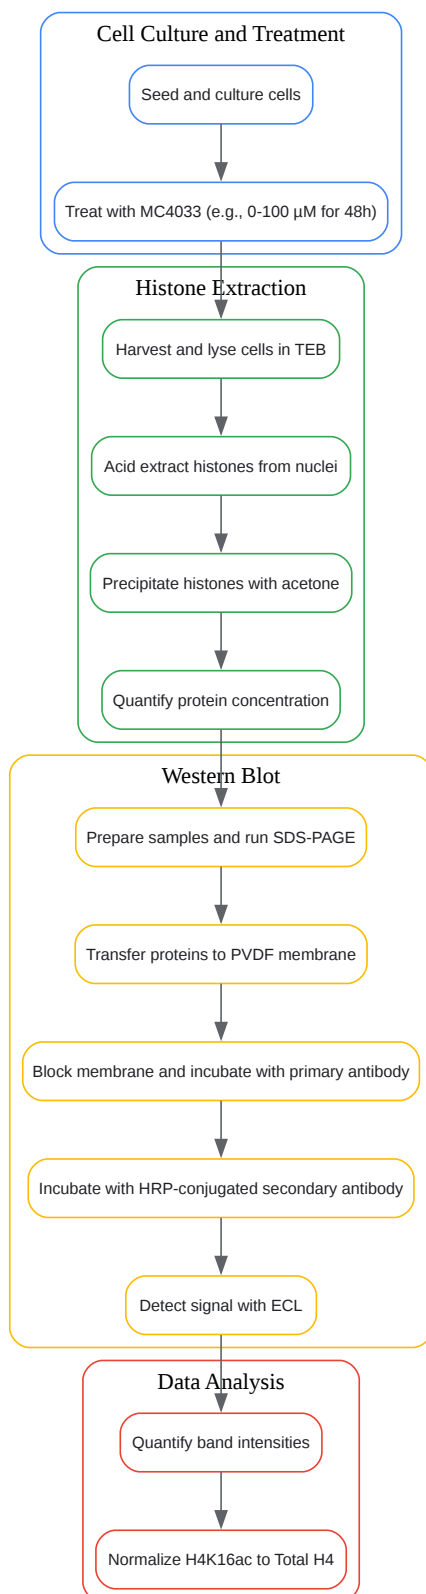 Cell Culture and Treatment
Seed and culture cells
Treat with MC4033 (e.g., 0-100 µM for 48h)
Histone Extraction
Harvest and lyse cells in TEB
Acid extract histones from nuclei
Precipitate histones with acetone
Quantify protein concentration
Western Blot
Prepare samples and run SDS-PAGE
Transfer proteins to PVDF membrane
Block membrane and incubate with primary antibody
Incubate with HRP-conjugated secondary antibody
Detect signal with ECL
Data Analysis
Quantify band intensities
Normalize H4K16ac to Total H4